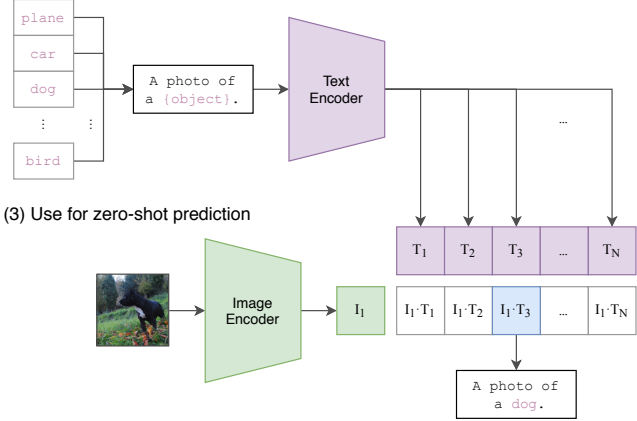 plane
car
dog
⋮ ⋮
bird
A photo of
a {object}.
Text
Encoder
...
(3) Use for zero-shot prediction
T1 T2 T3 ... TN
Image
Encoder
I1
I1·T1 I1·T2 I1·T3 ... I1·TN
A photo of
a dog.